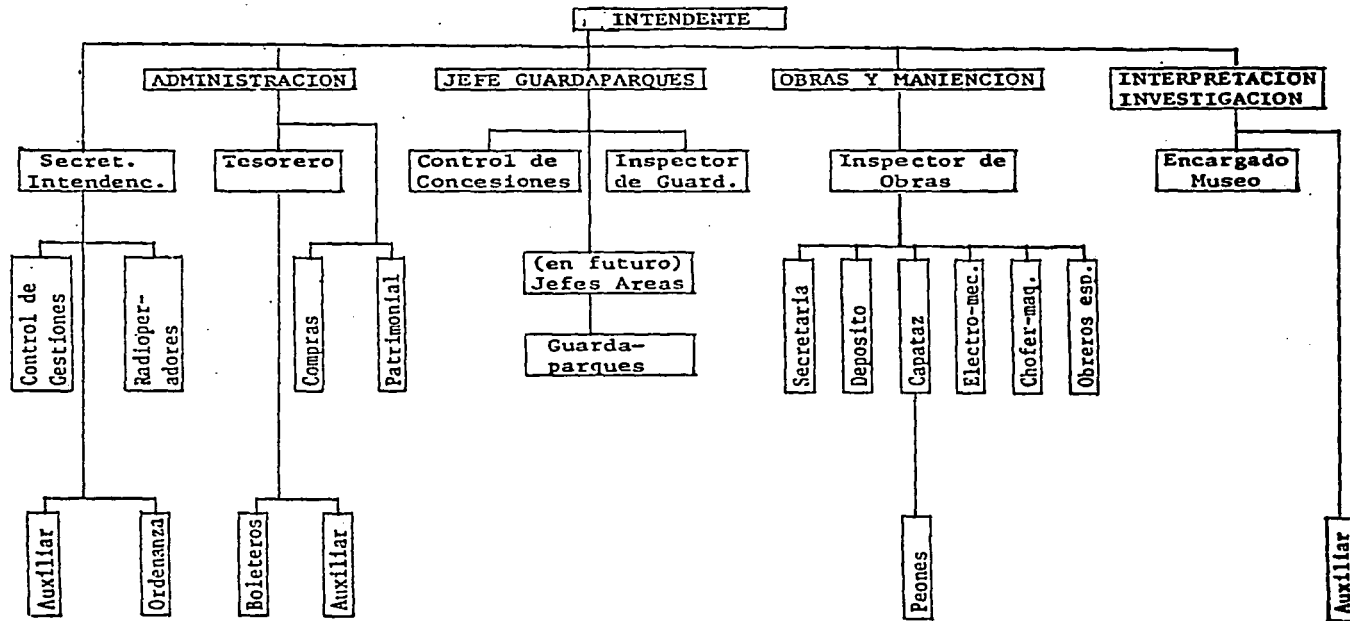 INTENDENTE
ADMINISTRACION
JEFE GUARDAPARQUES
OBRAS Y MANIENCION
INTERPRETACION
INVESTIGACION
Secret.
Intendenc.
Tesorero
Control de
Concesiones
Inspector
de Guard.
Inspector de
Obras
Encargado
Museo
Control de
Gestiones
Radioper-
adores
Compras
Patrimonial
(en futuro)
Jefes Areas
Guarda-
parques
Secretaria
Deposito
Capataz
Electro-mec.
Chofer-maq.
Obreros esp.
Auxiliar
Ordenanza
Boleteros
Auxiliar
Peones
Auxiliar